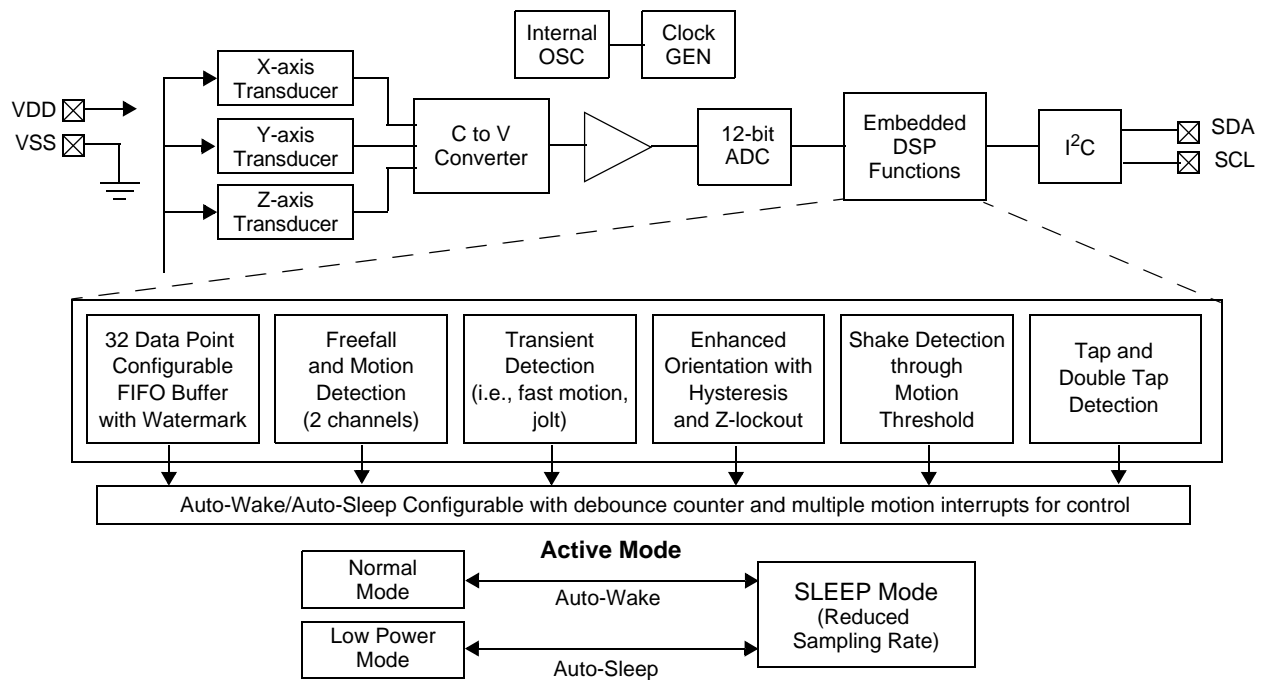 Internal
OSC
Clock
GEN
X-axis
Transducer
VDD
VSS
Y-axis
Transducer
Z-axis
Transducer
C to V
Converter
12-bit
ADC
Embedded
DSP
Functions
I²C
SDA
SCL
32 Data Point
Configurable
FIFO Buffer
with Watermark
Freefall
and Motion
Detection
(2 channels)
Transient
Detection
(i.e., fast motion,
jolt)
Enhanced
Orientation with
Hysteresis
and Z-lockout
Shake Detection
through
Motion
Threshold
Tap and
Double Tap
Detection
Auto-Wake/Auto-Sleep Configurable with debounce counter and multiple motion interrupts for control
Active Mode
Normal
Mode
Auto-Wake
Low Power
Mode
Auto-Sleep
SLEEP Mode
(Reduced
Sampling Rate)